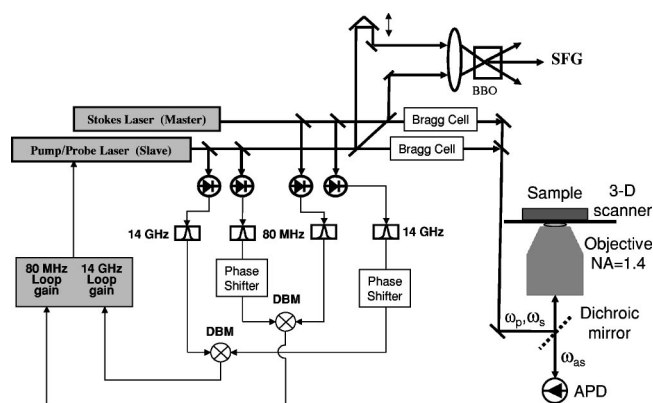 SFG
BBO
Stokes Laser (Master)
Bragg Cell
Pump/Probe Laser (Slave)
Bragg Cell
Sample
3-D
scanner
14 GHz
80 MHz
14 GHz
Objective
NA=1.4
80 MHz 14 GHz
Loop Loop
gain gain
Phase
Shifter
Phase
Shifter
DBM
DBM
ωp,ωs
Dichroic
mirror
ωas
APD